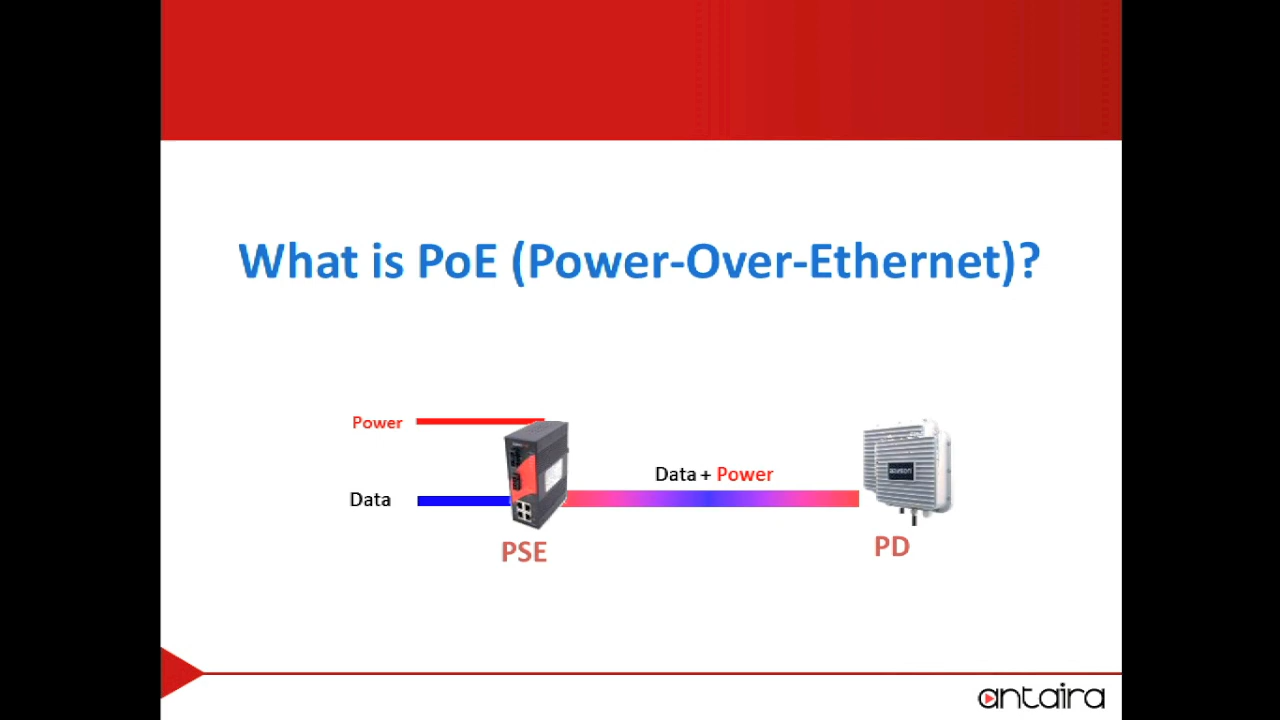 What is PoE (Power-Over-Ethernet)?
Power
Data + Power
Data
PSE
PD
antaira